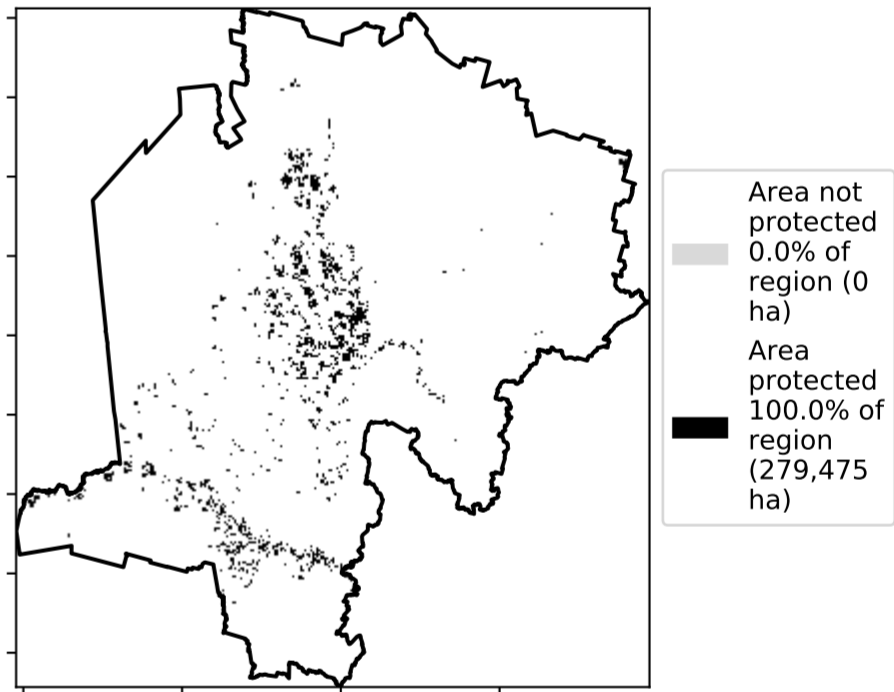 Area not
protected
0.0% of
region (0
ha)
Area
protected
100.0% of
region
(279,475
ha)